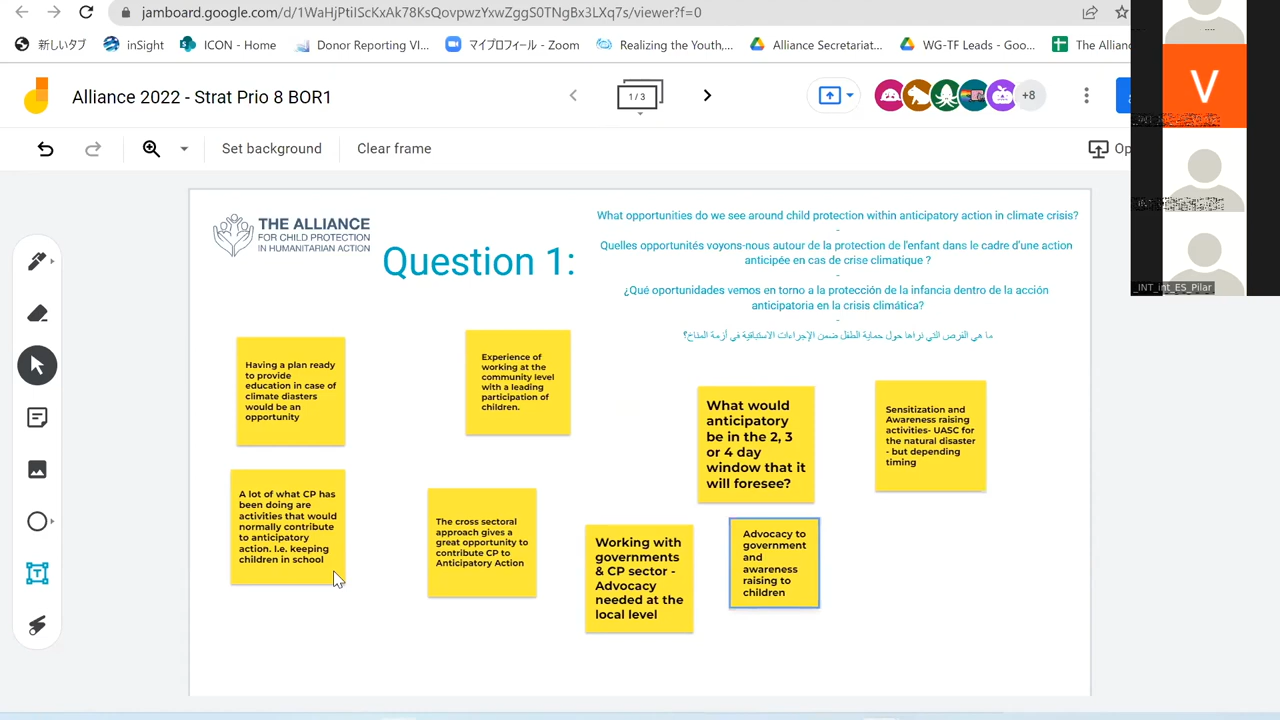 jamboard.google.com/d/1WaHjPtilScKxAk78KsQovpwzYxwZggS0TNgBx3LXq7s/viewer?f=0
新しいタブ
inSight
ICON - Home
Donor Reporting VI...
マイプロフィール - Zoom
Realizing the Youth,...
Alliance Secretariat...
WG-TF Leads - Goo...
The Allian
Alliance 2022 - Strat Prio 8 BOR1
1 / 3
+8
V
Set background
Clear frame
Op
THE ALLIANCE
FOR CHILD PROTECTION
IN HUMANITARIAN ACTION
Question 1:
What opportunities do we see around child protection within anticipatory action in climate crisis?
-
Quelles opportunités voyons-nous autour de la protection de l'enfant dans le cadre d'une action
anticipée en cas de crise climatique ?
-
¿Qué oportunidades vemos en torno a la protección de la infancia dentro de la acción
anticipatoria en la crisis climática?
-
ما هي الفرص التي نراها حول حماية الطفل ضمن الإجراءات الاستباقية في أزمة المناخ؟
_INT_int_ES_Pilar
Having a plan ready
to provide
education in case of
climate diasters
would be an
opportunity
Experience of
working at the
community level
with a leading
participation of
children.
What would
anticipatory
be in the 2, 3
or 4 day
window that it
will foresee?
Sensitization and
Awareness raising
activities- UASC for
the natural disaster
- but depending
timing
A lot of what CP has
been doing are
activities that would
normally contribute
to anticipatory
action. I.e. keeping
children in school
The cross sectoral
approach gives a
great opportunity to
contribute CP to
Anticipatory Action
Working with
governments
& CP sector -
Advocacy
needed at the
local level
Advocacy to
government
and
awareness
raising to
children